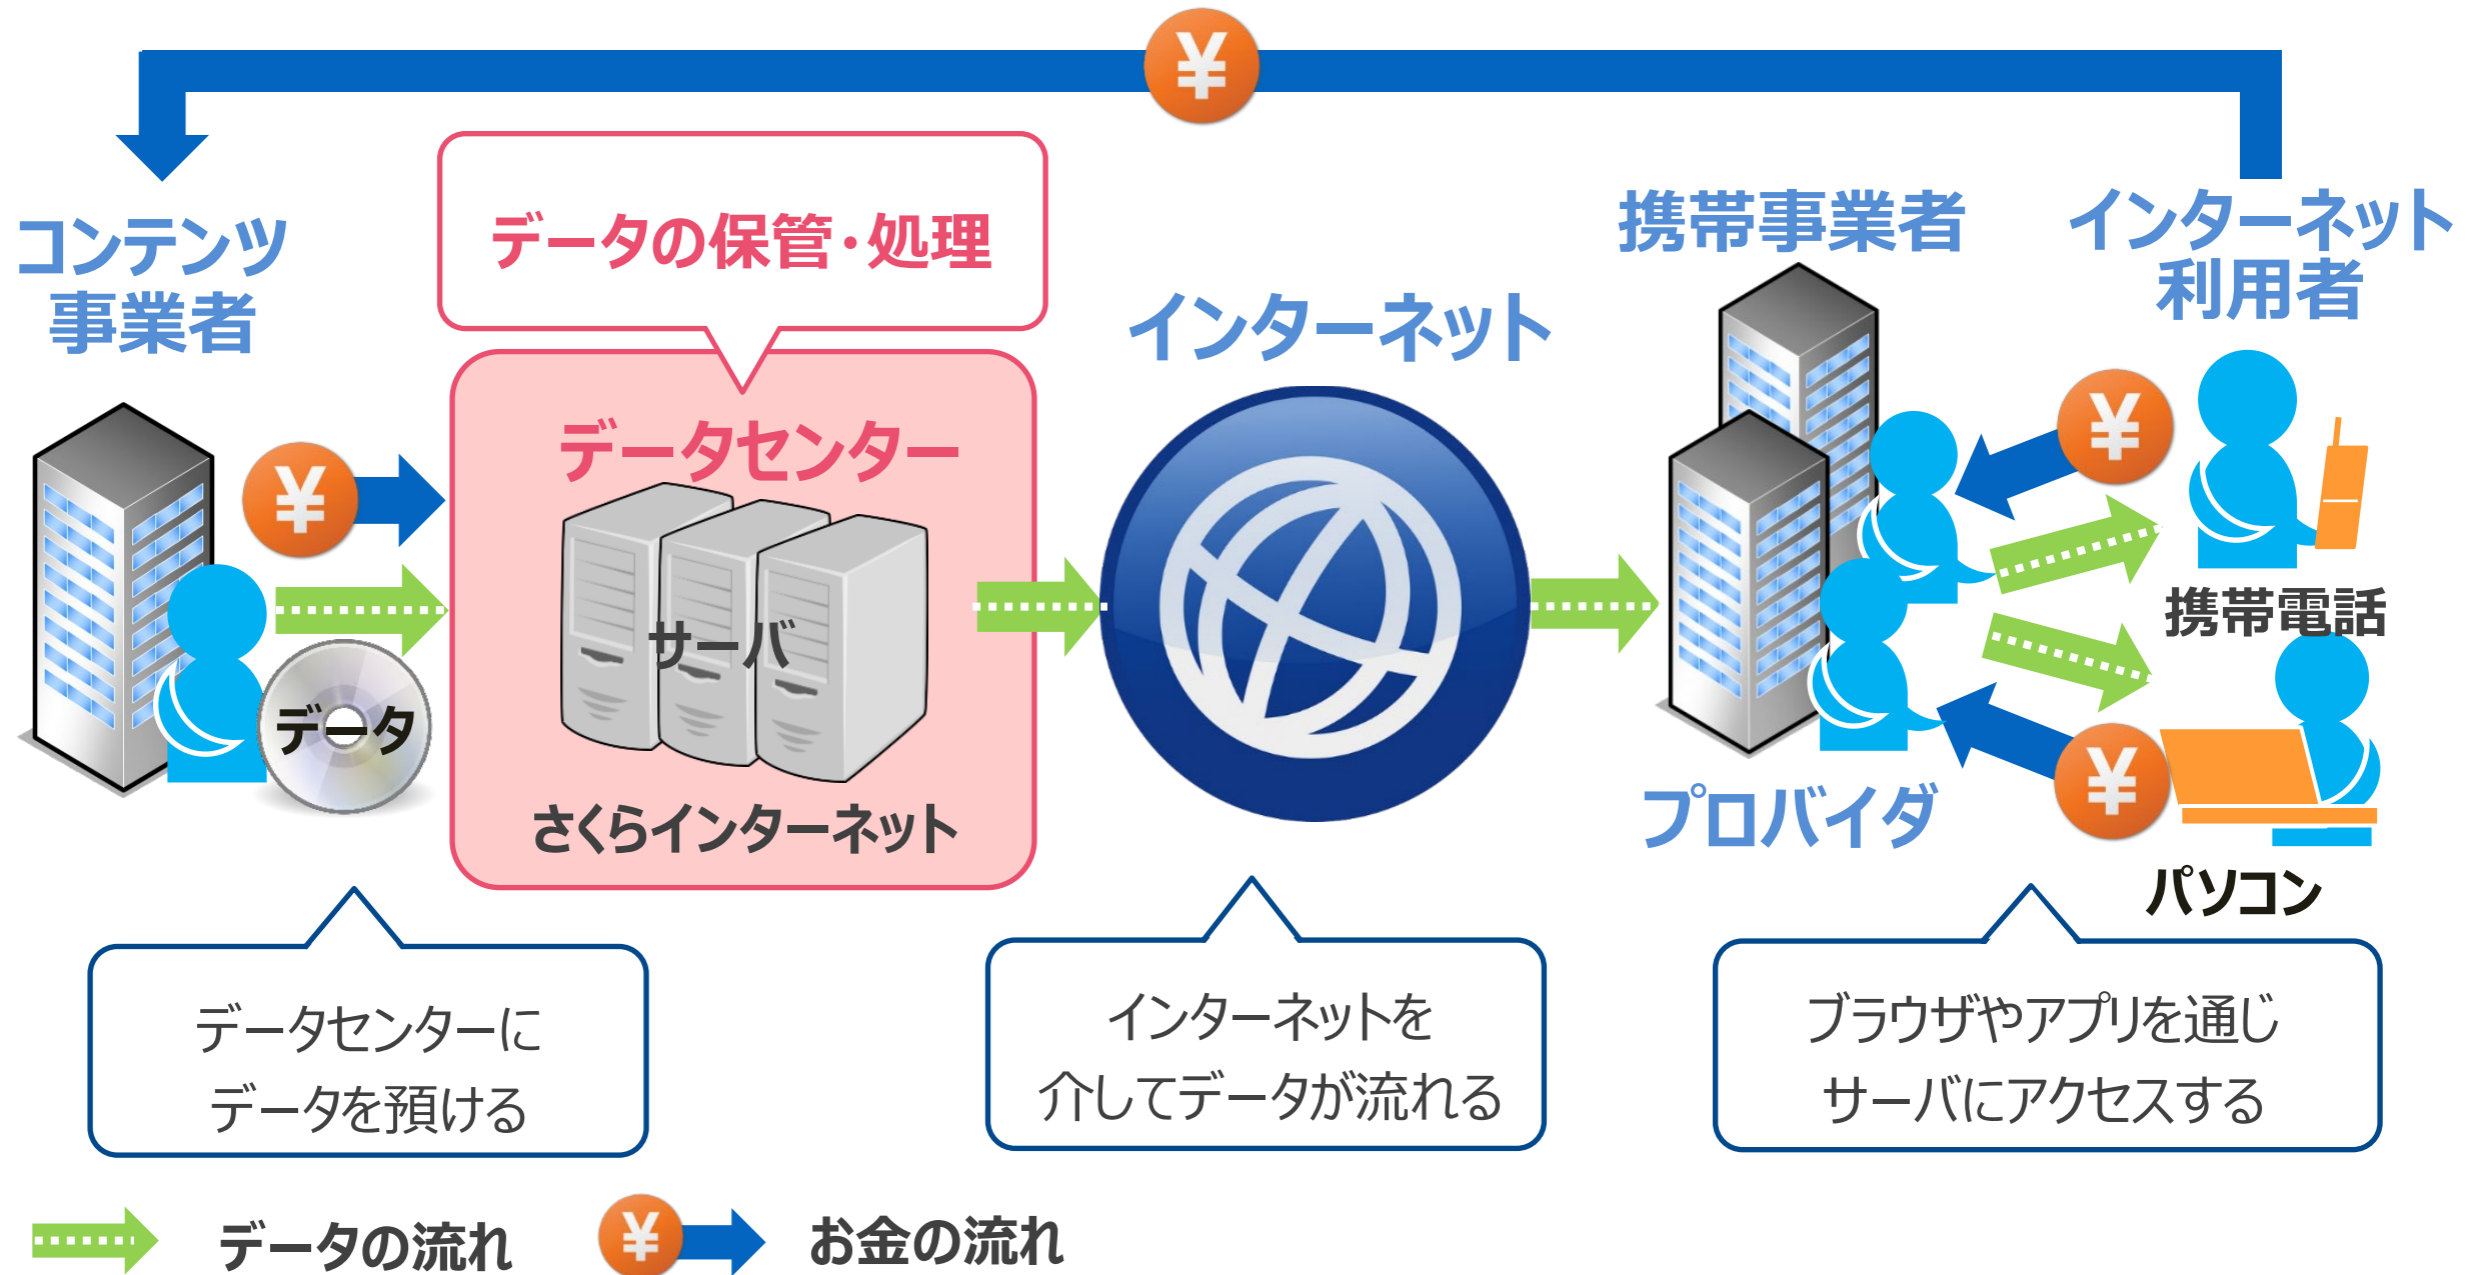 ¥
コンテンツ
事業者
データの保管・処理
携帯事業者
インターネット
利用者
インターネット
データセンター
¥
¥
サーバ
携帯電話
データ
さくらインターネット
プロバイダ
¥
パソコン
データセンターに
データを預ける
インターネットを
介してデータが流れる
ブラウザやアプリを通じ
サーバにアクセスする
データの流れ
¥
お金の流れ